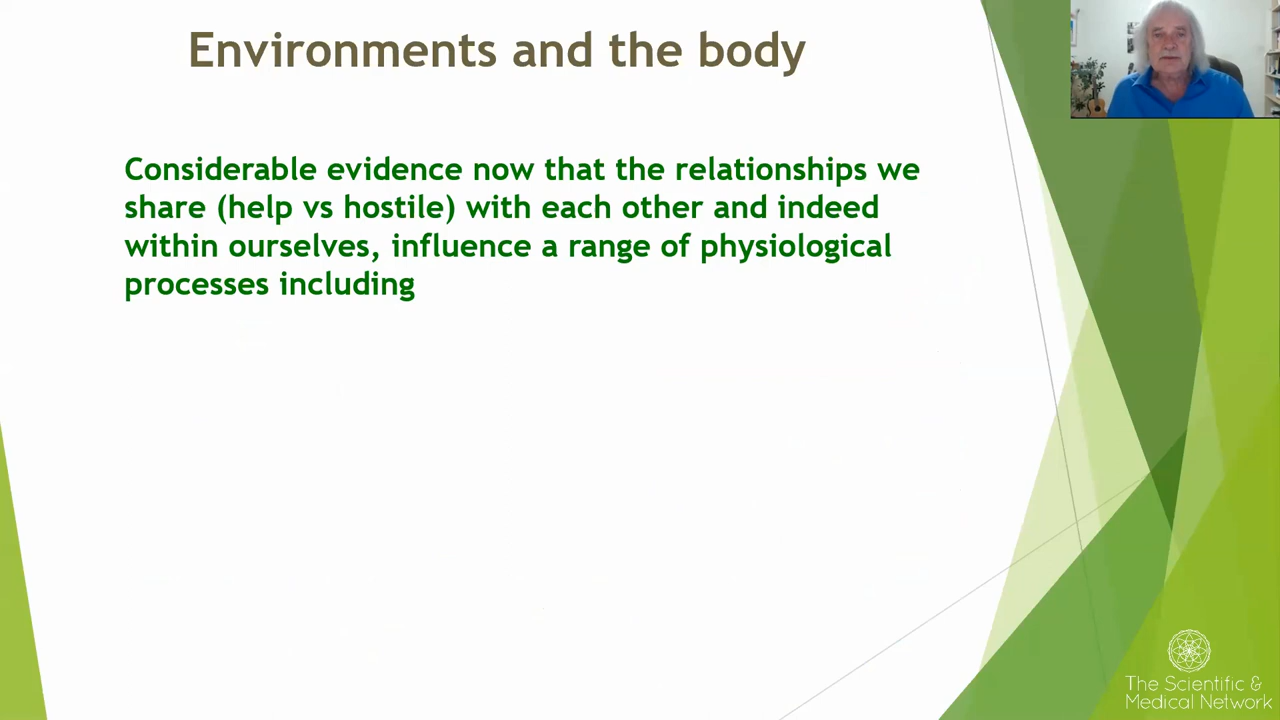 Environments and the body
Considerable evidence now that the relationships we
share (help vs hostile) with each other and indeed
within ourselves, influence a range of physiological
processes including
The Scientific &
Medical Network